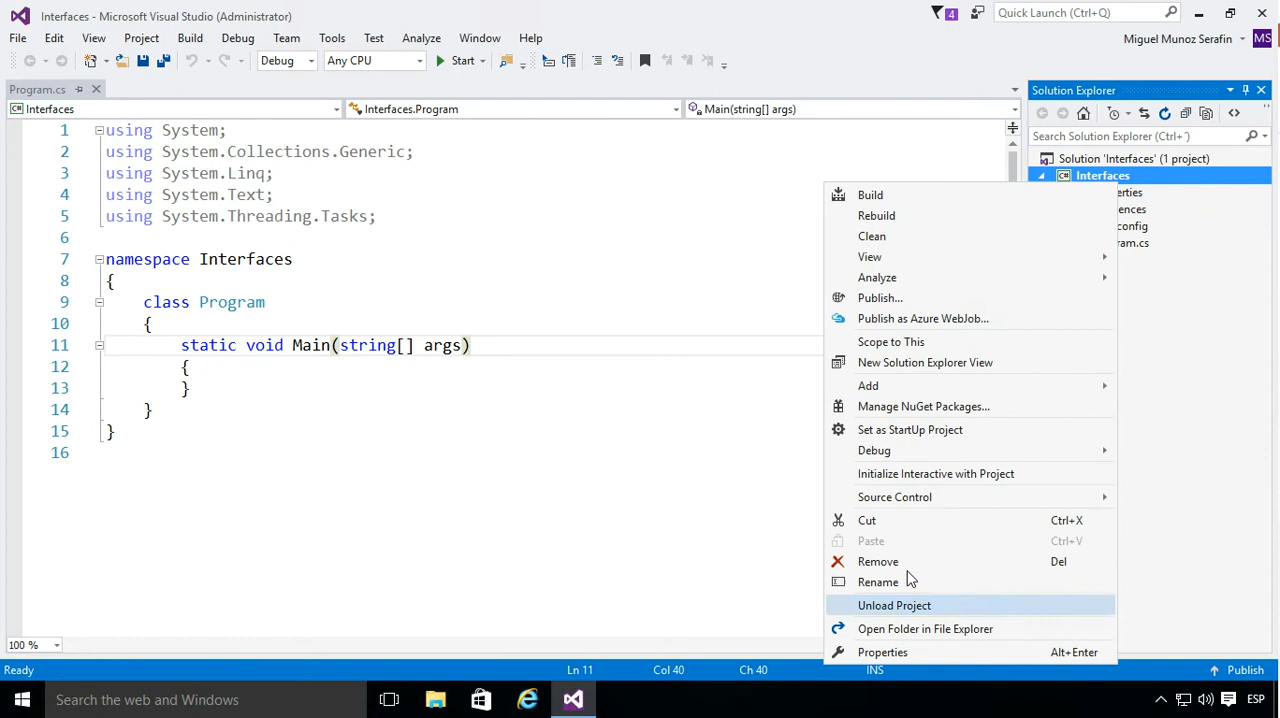 Interfaces - Microsoft Visual Studio (Administrator)
4
Quick Launch (Ctrl+Q)
File Edit View Project Build Debug Team Tools Test Analyze Window Help
Miguel Munoz Serafin
MS
Debug
Any CPU
Start
Program.cs
Interfaces
Interfaces.Program
Main(string[] args)
1 using System;
2 using System.Collections.Generic;
3 using System.Linq;
4 using System.Text;
5 using System.Threading.Tasks;
6
7 namespace Interfaces
8 {
9 class Program
10 {
11 static void Main(string[] args)
12 {
13 }
14 }
15 }
16
Solution Explorer
Search Solution Explorer (Ctrl+´)
Solution 'Interfaces' (1 project)
C# Interfaces
erties
ences
config
ram.cs
Build
Rebuild
Clean
View
Analyze
Publish...
Publish as Azure WebJob...
Scope to This
New Solution Explorer View
Add
Manage NuGet Packages...
Set as StartUp Project
Debug
Initialize Interactive with Project
Source Control
Cut Ctrl+X
Paste Ctrl+V
Remove Del
Rename
Unload Project
Open Folder in File Explorer
Properties Alt+Enter
100 %
Ready
Ln 11
Col 40
Ch 40
INS
Publish
Search the web and Windows
ESP